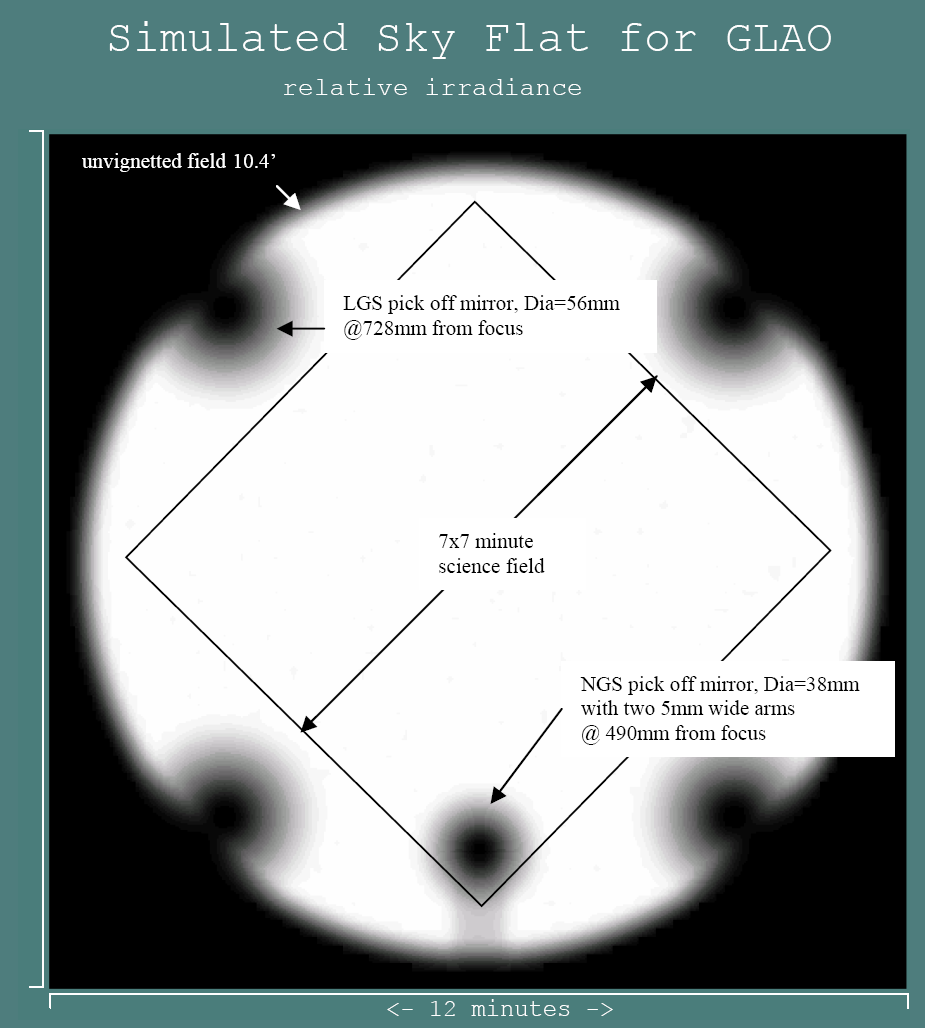 Simulated Sky Flat for GLAO
relative irradiance
unvignetted field 10.4’
LGS pick off mirror, Dia=56mm
@728mm from focus
7x7 minute
science field
NGS pick off mirror, Dia=38mm
with two 5mm wide arms
@ 490mm from focus
<- 12 minutes ->